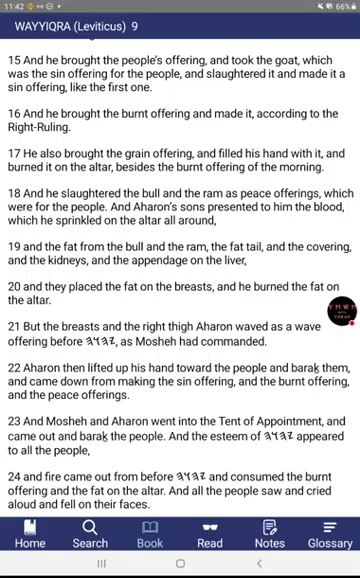 11:42
66%
WAYYIQRA (Leviticus) 9
15 And he brought the people's offering, and took the goat, which
was the sin offering for the people, and slaughtered it and made it a
sin offering, like the first one.
16 And he brought the burnt offering and made it, according to the
Right-Ruling.
17 He also brought the grain offering, and filled his hand with it, and
burned it on the altar, besides the burnt offering of the morning.
18 And he slaughtered the bull and the ram as peace offerings, which
were for the people. And Aharon's sons presented to him the blood,
which he sprinkled on the altar all around,
19 and the fat from the bull and the ram, the fat tail, and the covering,
and the kidneys, and the appendage on the liver,
20 and they placed the fat on the breasts, and he burned the fat on
the altar.
21 But the breasts and the right thigh Aharon waved as a wave
offering before 𐤉𐤄𐤅𐤄, as Mosheh had commanded.
22 Aharon then lifted up his hand toward the people and baraḵ them,
and came down from making the sin offering, and the burnt offering,
and the peace offerings.
23 And Mosheh and Aharon went into the Tent of Appointment, and
came out and baraḵ the people. And the esteem of 𐤉𐤄𐤅𐤄 appeared
to all the people,
24 and fire came out from before 𐤉𐤄𐤅𐤄 and consumed the burnt
offering and the fat on the altar. And all the people saw and cried
aloud and fell on their faces.
Home Search Book Read Notes Glossary